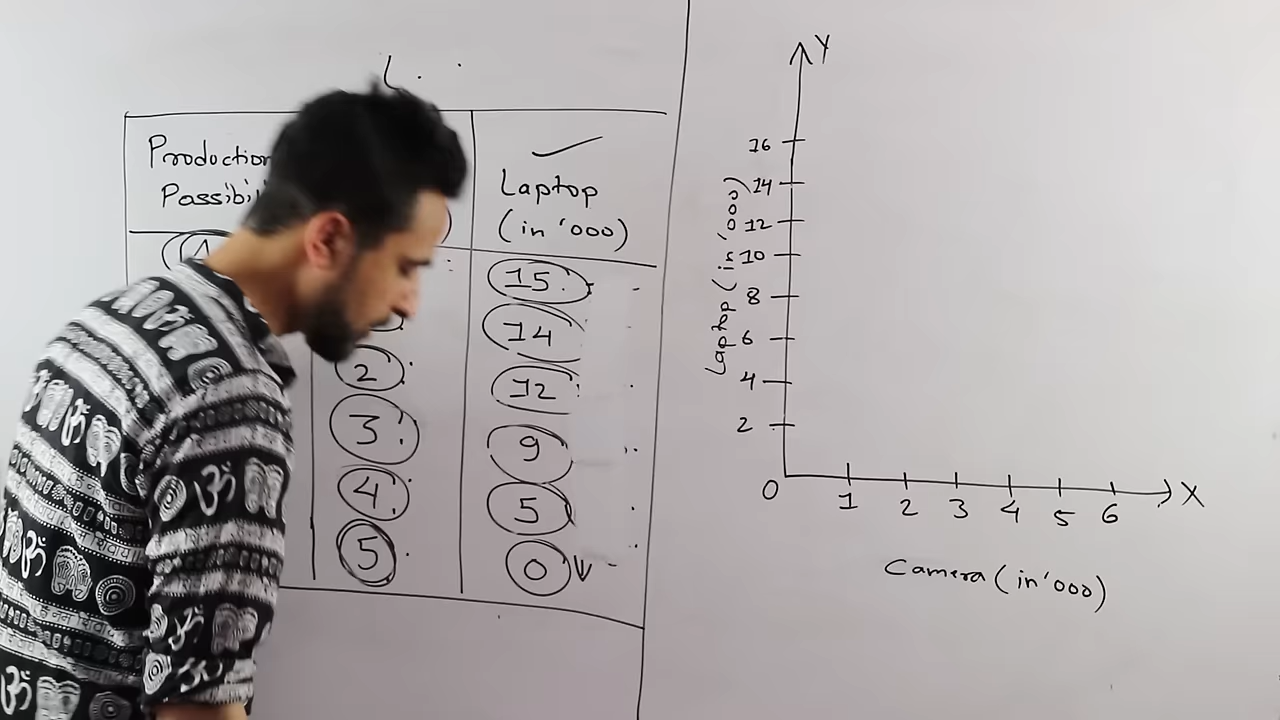 Production
Possibi
Laptop
(in '000)
15
14
2
12
3
9
4
5
5
0
Y
16
14
12
10
8
6
4
2
0
Laptop (in '000)
1 2 3 4 5 6
X
Camera (in '000)
ॐ
ॐ
ॐ
ॐ
ॐ